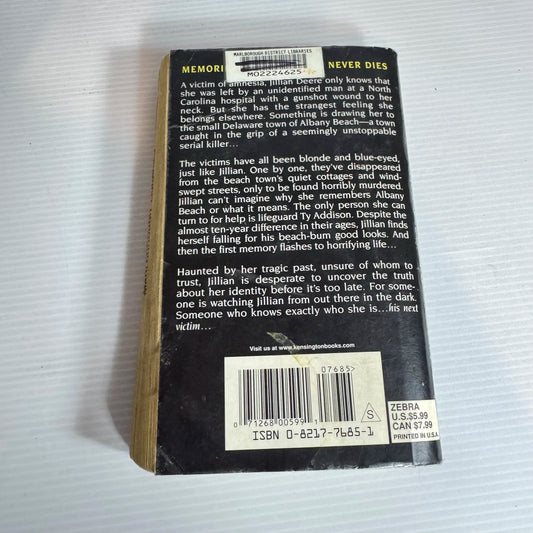 MARLBOROUGH DISTRICT LIBRARIES
M02224625
MEMORI NEVER DIES
A victim of amnesia, Jillian Deere only knows that
she was left by an unidentified man at a North
Carolina hospital with a gunshot wound to her
neck. But she has the strangest feeling she
belongs elsewhere. Something is drawing her to
the small Delaware town of Albany Beach—a town
caught in the grip of a seemingly unstoppable
serial killer...
The victims have all been blonde and blue-eyed,
just like Jillian. One by one, they've disappeared
from the beach town's quiet cottages and wind-
swept streets, only to be found horribly murdered.
Jillian can't imagine why she remembers Albany
Beach or what it means. The only person she can
turn to for help is lifeguard Ty Addison. Despite the
almost ten-year difference in their ages, Jillian finds
herself falling for his beach-bum good looks. And
then the first memory flashes to horrifying life...
Haunted by her tragic past, unsure of whom to
trust, Jillian is desperate to uncover the truth
about her identity before it's too late. For some-
one is watching Jillian from out there in the dark.
Someone who knows exactly who she is...his next
victim...
Visit us at www.kensingtonbooks.com
07685>
0 71268 00599 1
S
ISBN 0-8217-7685-1
ZEBRA
U.S.$5.99
CAN $7.99
PRINTED IN U.S.A.